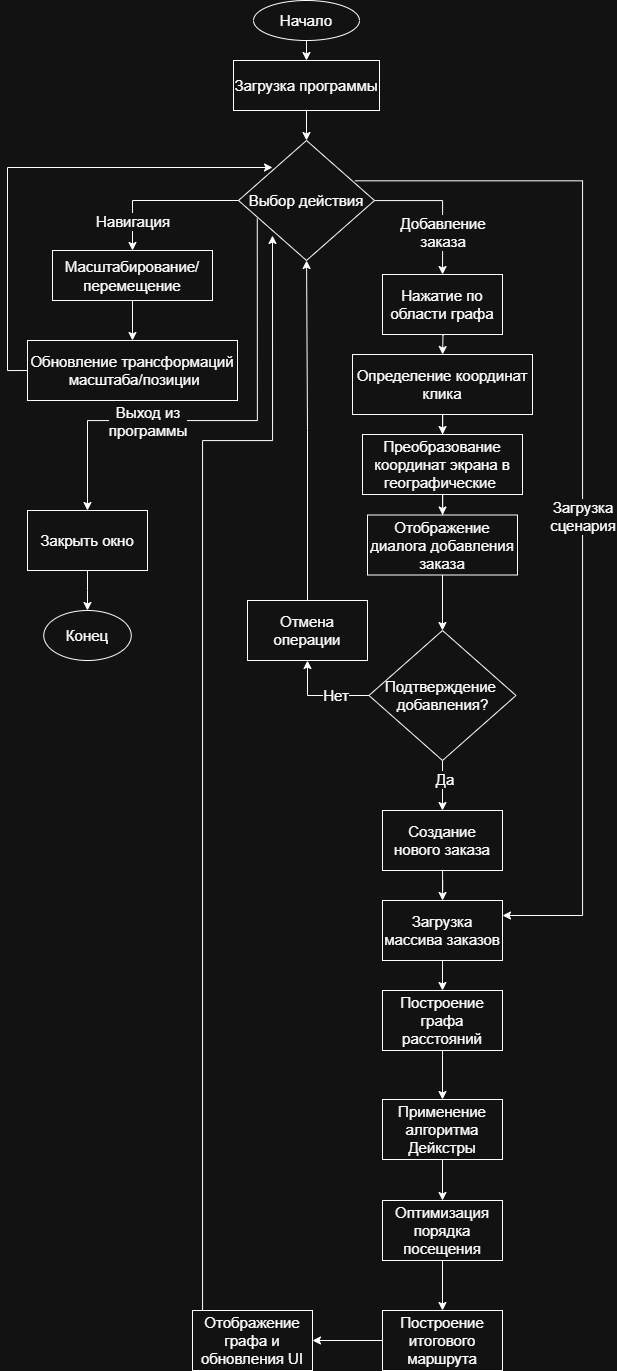 Начало
Загрузка программы
Выбор действия
Навигация
Добавление
заказа
Масштабирование/
перемещение
Нажатие по
области графа
Обновление трансформаций
масштаба/позиции
Определение координат
клика
Выход из
программы
Преобразование
координат экрана в
географические
Загрузка
сценария
Закрыть окно
Отображение
диалога добавления
заказа
Конец
Отмена
операции
Подтверждение
добавления?
Нет
Да
Создание
нового заказа
Загрузка
массива заказов
Построение
графа
расстояний
Применение
алгоритма
Дейкстры
Оптимизация
порядка
посещения
Построение
итогового
маршрута
Отображение
графа и
обновления UI